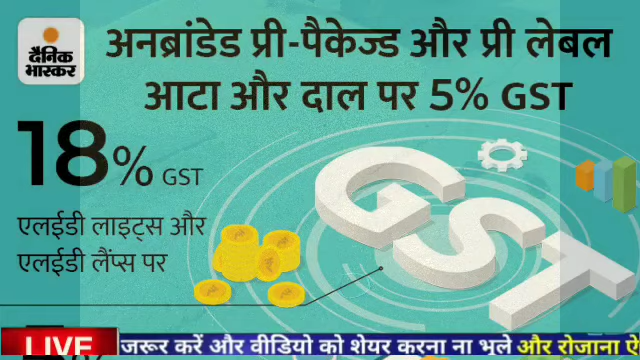 दैनिक
भास्कर
अनब्रांडेड प्री-पैकेज्ड और प्री लेबल
आटा और दाल पर 5% GST
18% GST
एलईडी लाइट्स और
एलईडी लैंप्स पर
GST
LIVE
जरूर करें और वीडियो को शेयर करना ना भूले और रोजाना ऐ